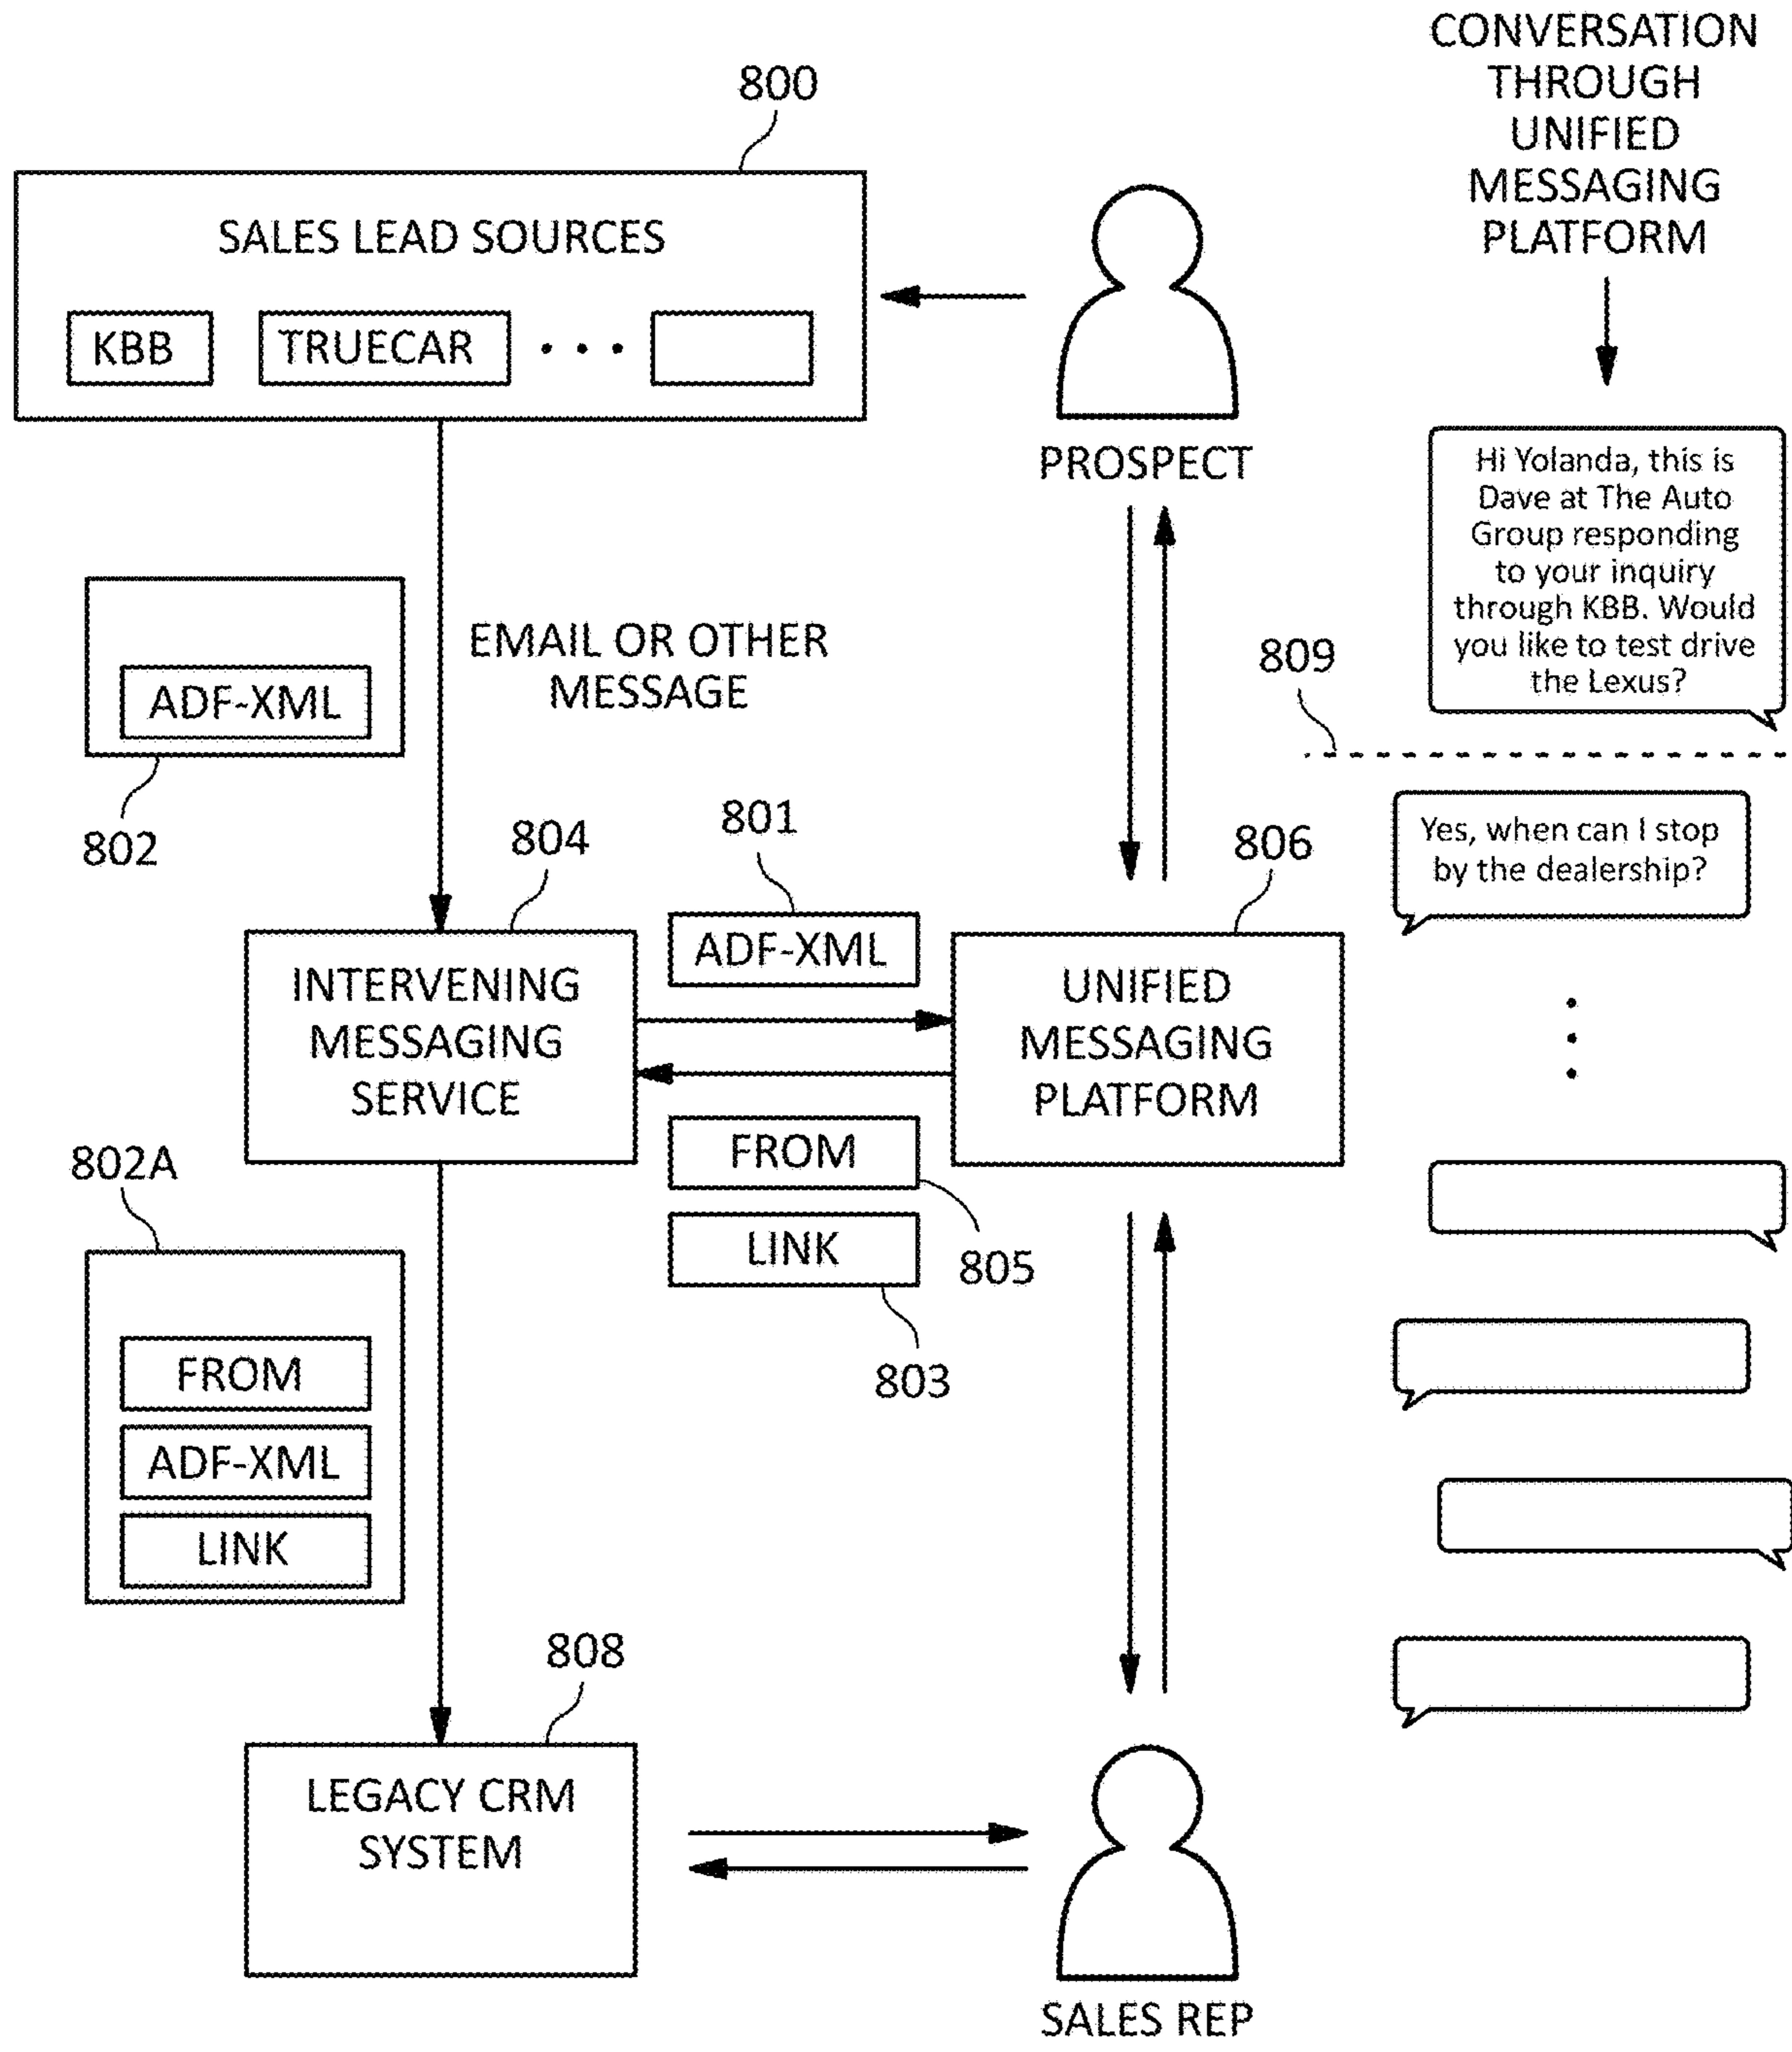 CONVERSATION
THROUGH
UNIFIED
MESSAGING
PLATFORM
800
SALES LEAD SOURCES
KBB
TRUECAR
PROSPECT
Hi Yolanda, this is
Dave at The Auto
Group responding
to your inquiry
through KBB. Would
you like to test drive
the Lexus?
809
Yes, when can I stop
by the dealership?
ADF-XML
802
EMAIL OR OTHER
MESSAGE
804
INTERVENING
MESSAGING
SERVICE
801
ADF-XML
806
UNIFIED
MESSAGING
PLATFORM
FROM
805
LINK
803
802A
FROM
ADF-XML
LINK
808
LEGACY CRM
SYSTEM
SALES REP